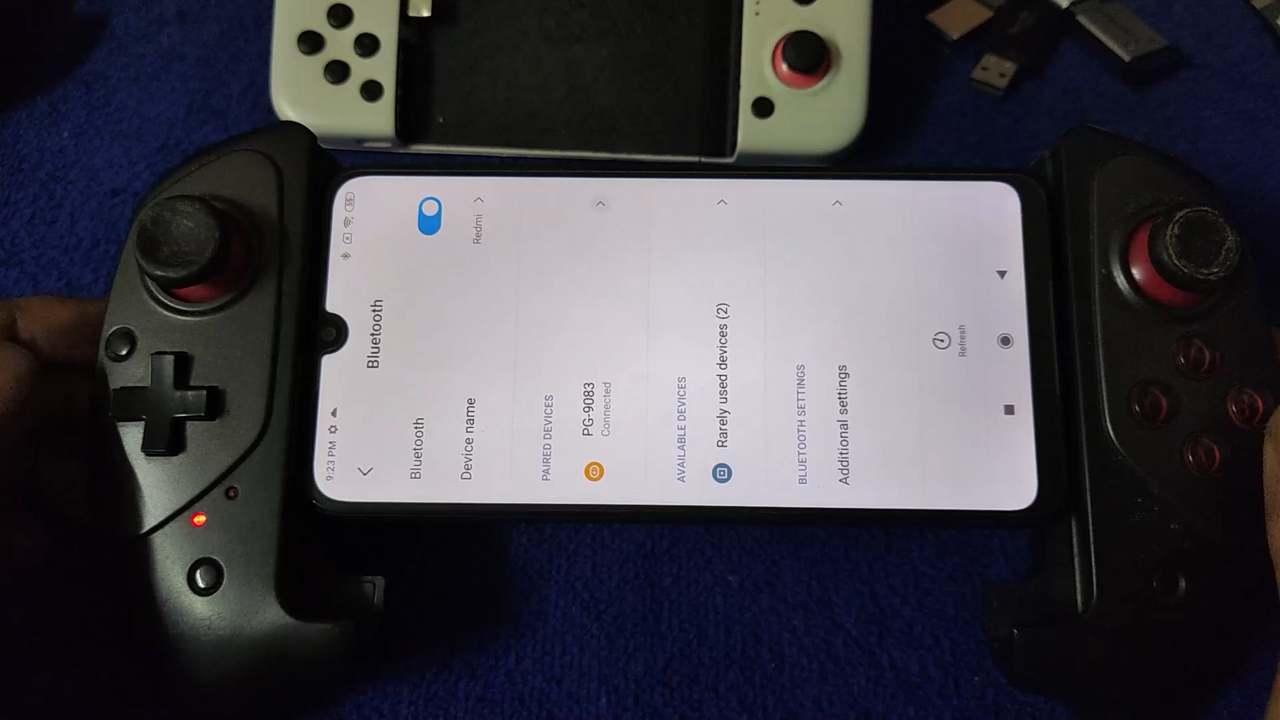 9:23 PM
Bluetooth
Bluetooth
Device name
Redmi
PAIRED DEVICES
PG-9083
Connected
AVAILABLE DEVICES
Rarely used devices (2)
BLUETOOTH SETTINGS
Additional settings
Refresh